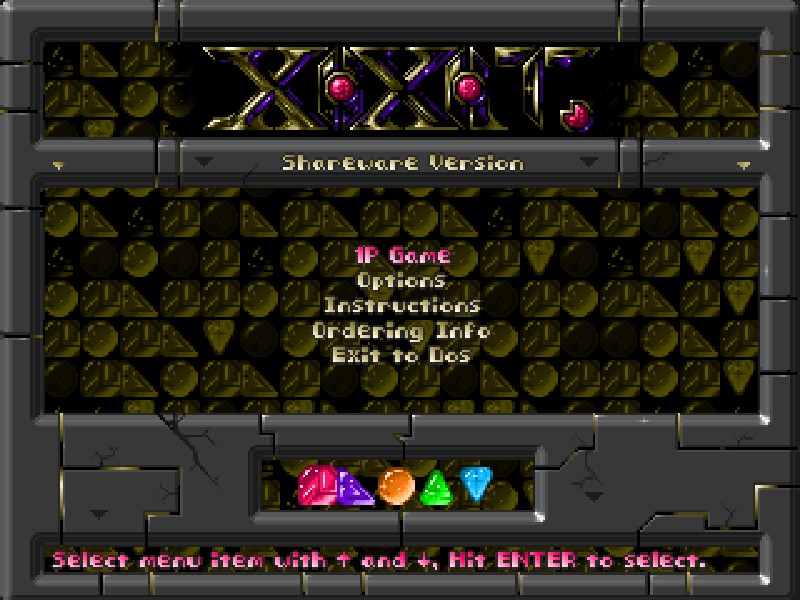 XIXIT
Shareware Version
1P Game
Options
Instructions
Ordering Info
Exit to Dos
Select menu item with ↑ and ↓, Hit ENTER to select.